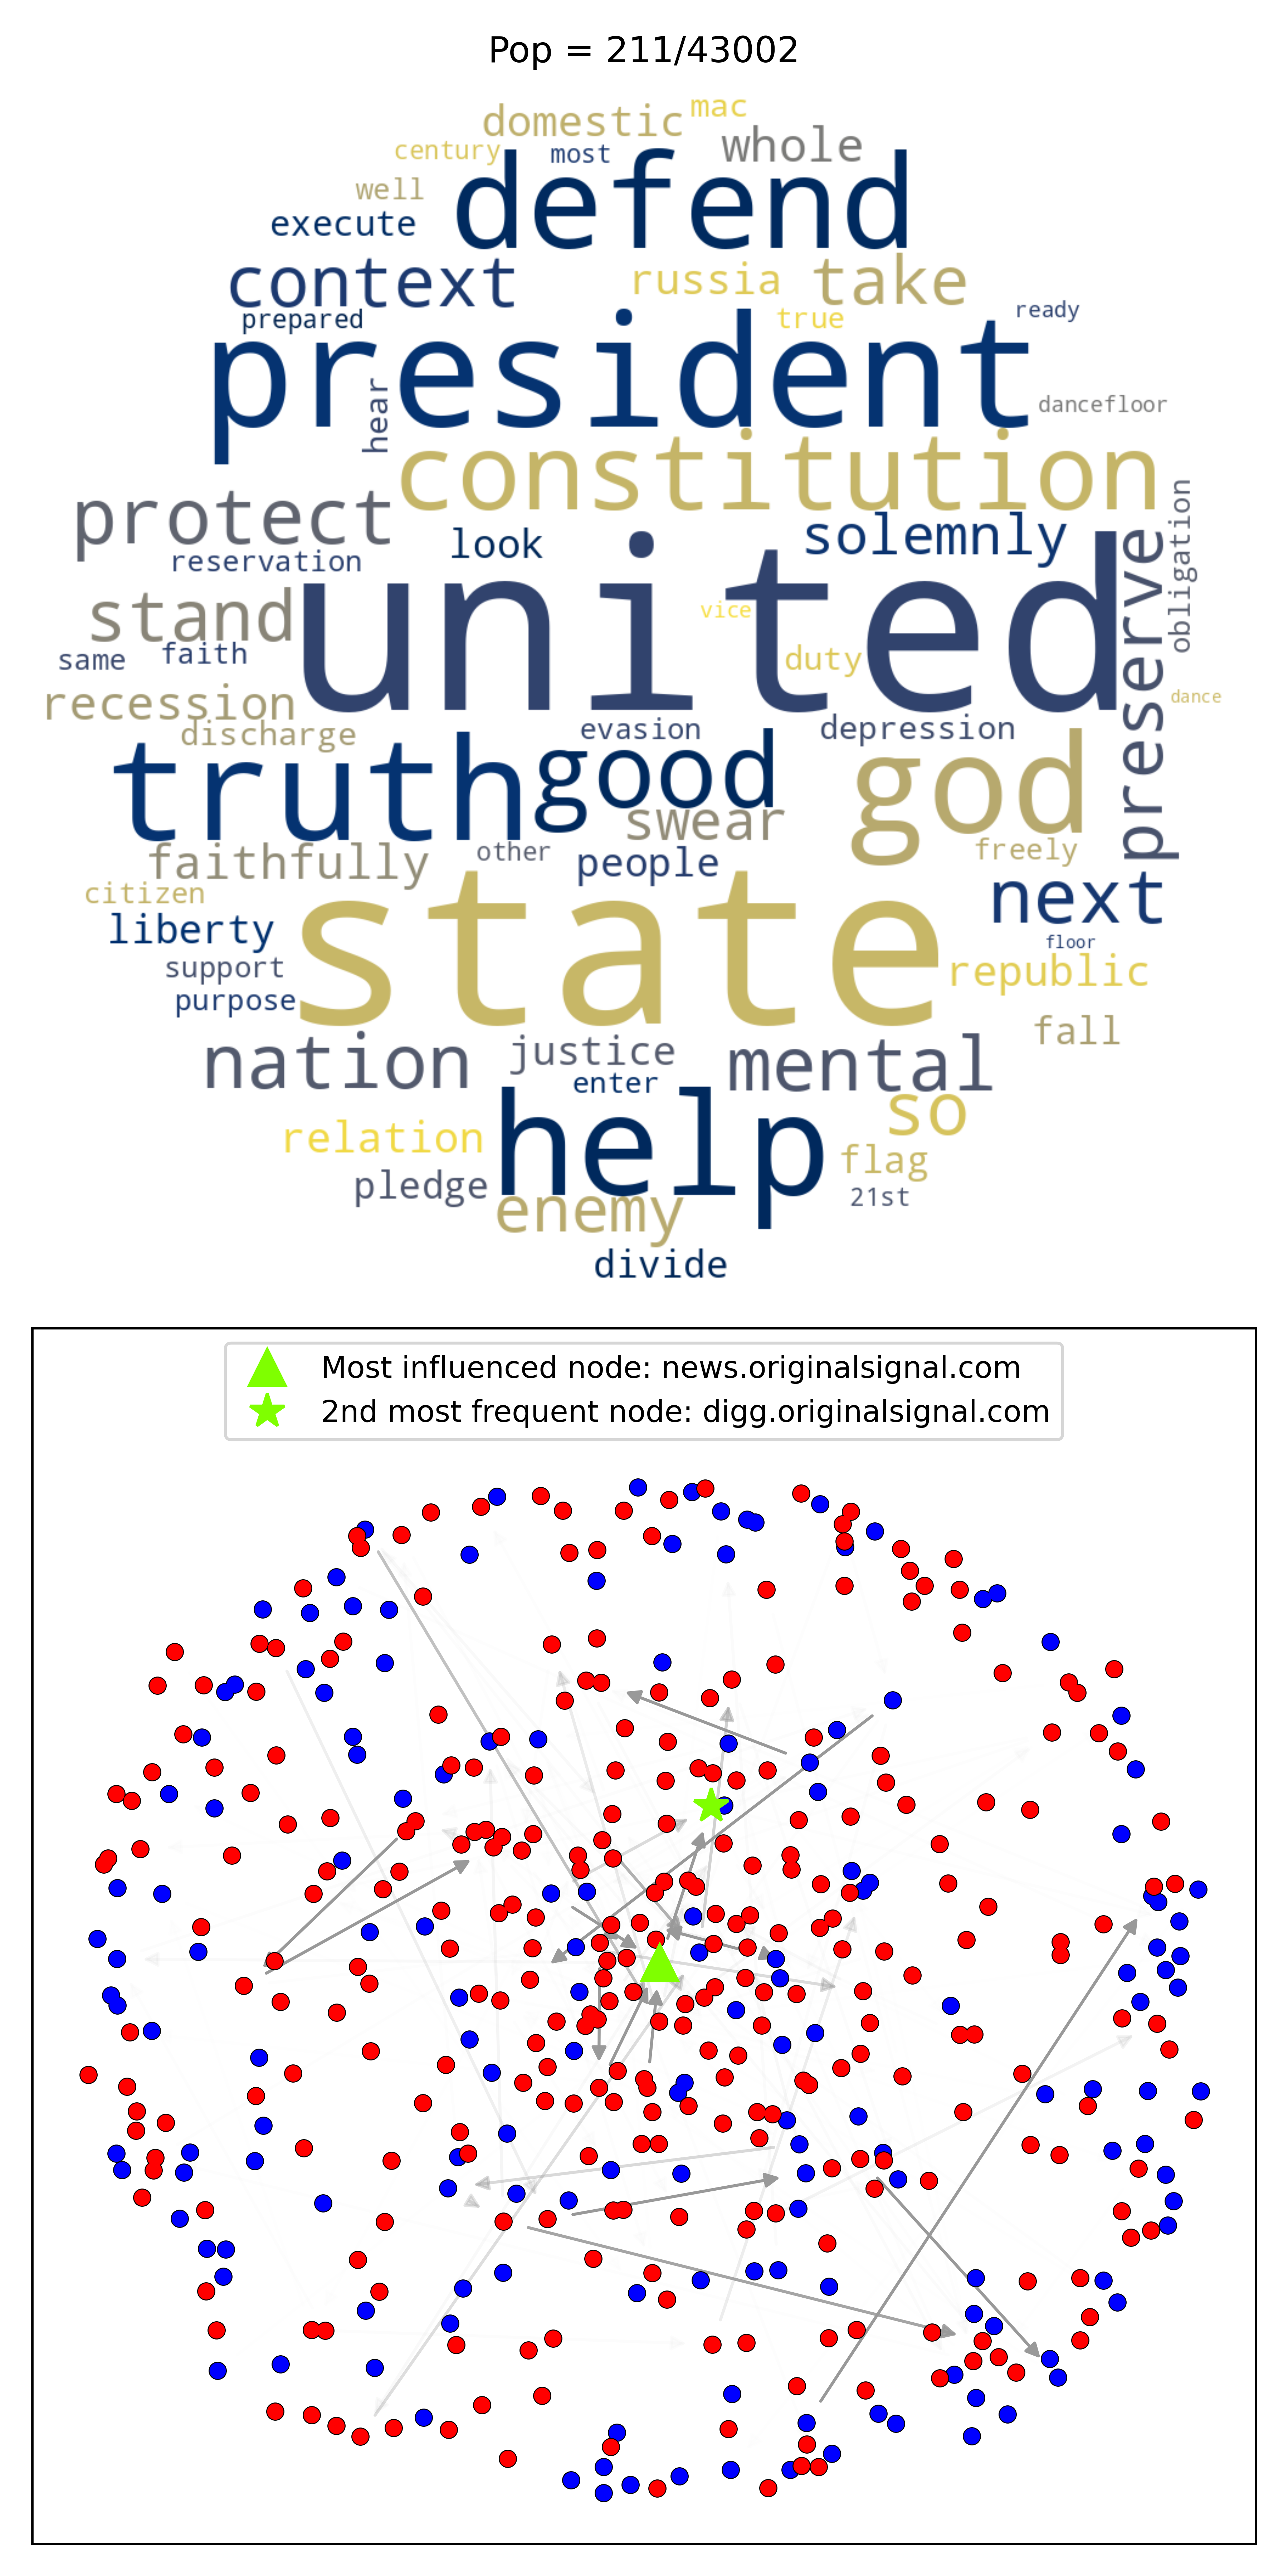 Pop = 211/43002
domestic mac
century most whole
well defend
execute
context russia take
prepared true ready
president
hear dancefloor
constitution
protect look solemnly
reservation obligation
united preserve
stand vice
same faith duty
recession dance
discharge evasion depression
truth good god
swear
faithfully other people freely
citizen next
liberty state floor
support republic
purpose
fall
nation justice mental
enter
help so
relation flag
pledge 21st
enemy
divide
Most influenced node: news.originalsignal.com
2nd most frequent node: digg.originalsignal.com